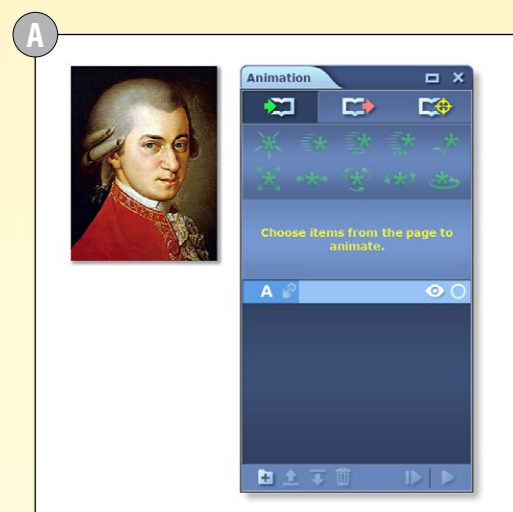 A
Animation
Choose items from the page to
animate.
A